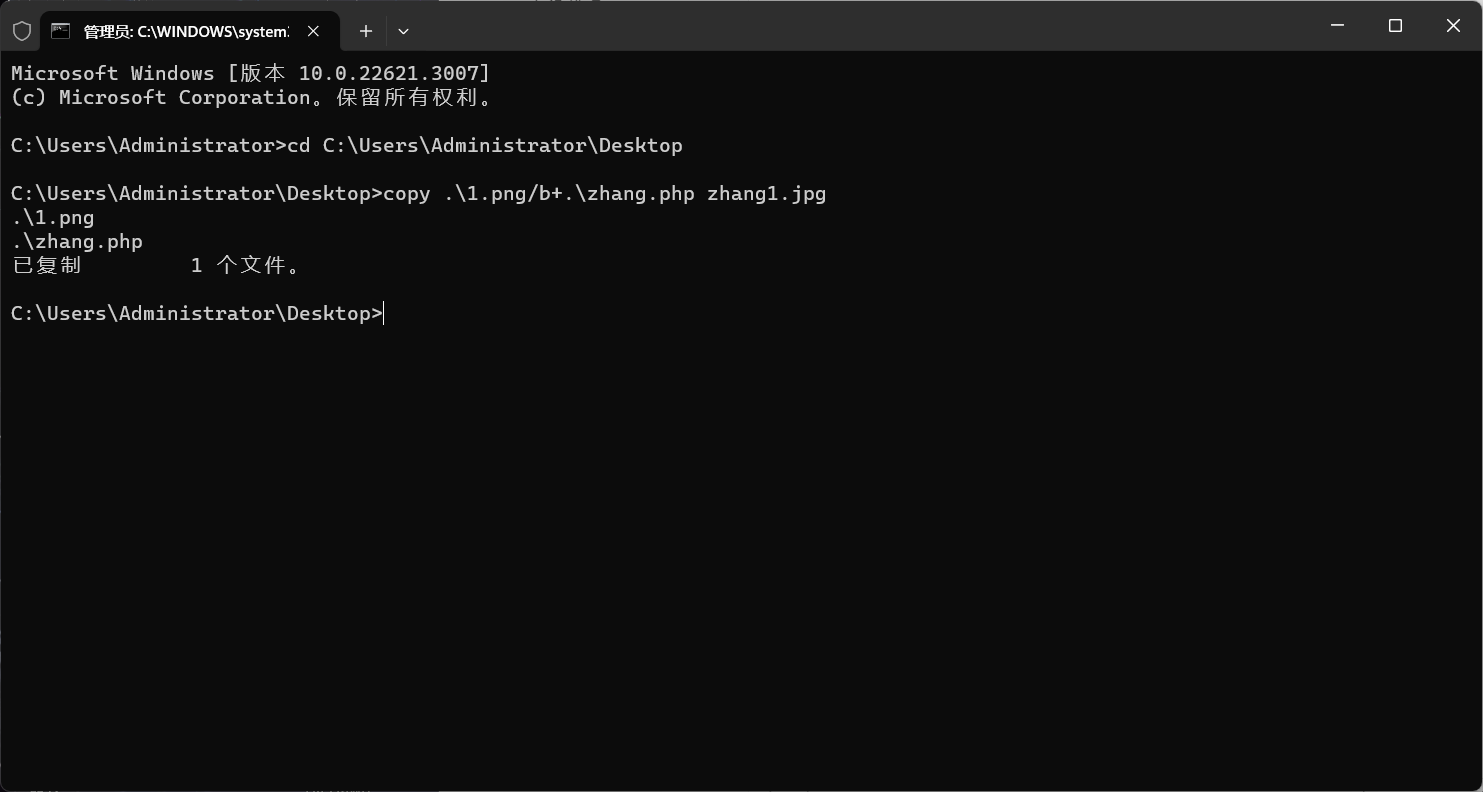 管理员: C:\WINDOWS\system
Microsoft Windows [版本 10.0.22621.3007]
(c) Microsoft Corporation。保留所有权利。
C:\Users\Administrator>cd C:\Users\Administrator\Desktop
C:\Users\Administrator\Desktop>copy .\1.png/b+.\zhang.php zhang1.jpg
.\1.png
.\zhang.php
已复制         1 个文件。
C:\Users\Administrator\Desktop>